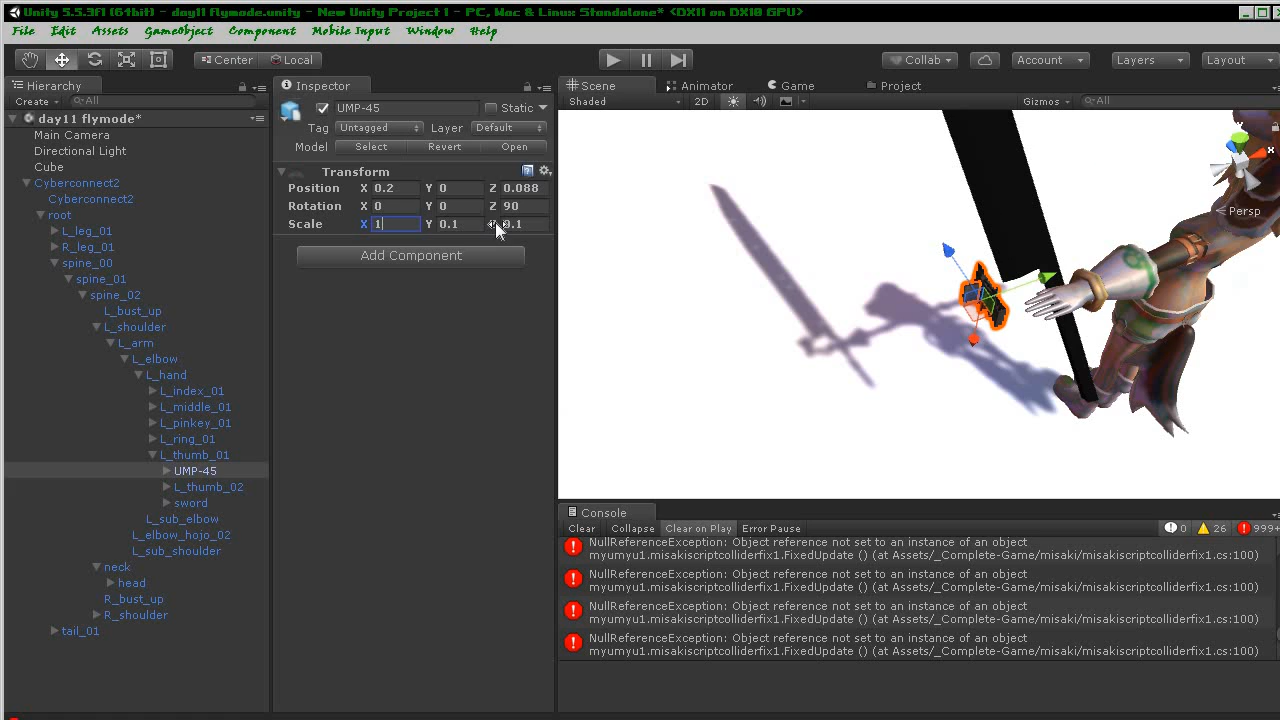 Unity 5.5.3f1 (64bit) - day11 flymode.unity - New Unity Project 1 - PC, Mac & Linux Standalone* <DX11 on DX10 GPU>
File Edit Assets GameObject Component Mobile Input Window Help
Center Local Collab Account Layers Layout
Hierarchy
Create All
day11 flymode*
Main Camera
Directional Light
Cube
Cyberconnect2
Cyberconnect2
root
L_leg_01
R_leg_01
spine_00
spine_01
spine_02
L_bust_up
L_shoulder
L_arm
L_elbow
L_hand
L_index_01
L_middle_01
L_pinkey_01
L_ring_01
L_thumb_01
UMP-45
L_thumb_02
sword
L_sub_elbow
L_elbow_hojo_02
L_sub_shoulder
neck
head
R_bust_up
R_shoulder
tail_01
Inspector
UMP-45 Static
Tag Untagged Layer Default
Model Select Revert Open
Transform
Position X 0.2 Y 0 Z 0.088
Rotation X 0 Y 0 Z 90
Scale X 1 Y 0.1 0.1
Add Component
Scene Animator Game Project
Shaded 2D Gizmos All
Y
X
Persp
Console
Clear Collapse Clear on Play Error Pause 0 26 999+
NullReferenceException: Object reference not set to an instance of an object
myumyu1.misakiscriptcolliderfix1.FixedUpdate () (at Assets/_Complete-Game/misaki/misakiscriptcolliderfix1.cs:100)
NullReferenceException: Object reference not set to an instance of an object
myumyu1.misakiscriptcolliderfix1.FixedUpdate () (at Assets/_Complete-Game/misaki/misakiscriptcolliderfix1.cs:100)
NullReferenceException: Object reference not set to an instance of an object
myumyu1.misakiscriptcolliderfix1.FixedUpdate () (at Assets/_Complete-Game/misaki/misakiscriptcolliderfix1.cs:100)
NullReferenceException: Object reference not set to an instance of an object
myumyu1.misakiscriptcolliderfix1.FixedUpdate () (at Assets/_Complete-Game/misaki/misakiscriptcolliderfix1.cs:100)